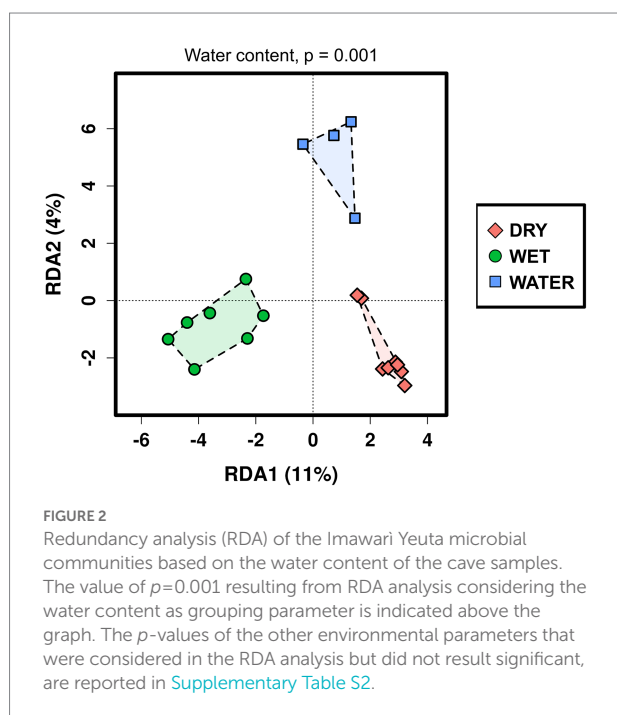 Water content, p = 0.001
RDA2 (4%)
6
4
2
0
-2
-6
-4
-2
0
2
4
RDA1 (11%)
DRY
WET
WATER
FIGURE 2
Redundancy analysis (RDA) of the Imawarì Yeuta microbial
communities based on the water content of the cave samples.
The value of p=0.001 resulting from RDA analysis considering the
water content as grouping parameter is indicated above the
graph. The p-values of the other environmental parameters that
were considered in the RDA analysis but did not result significant,
are reported in Supplementary Table S2.